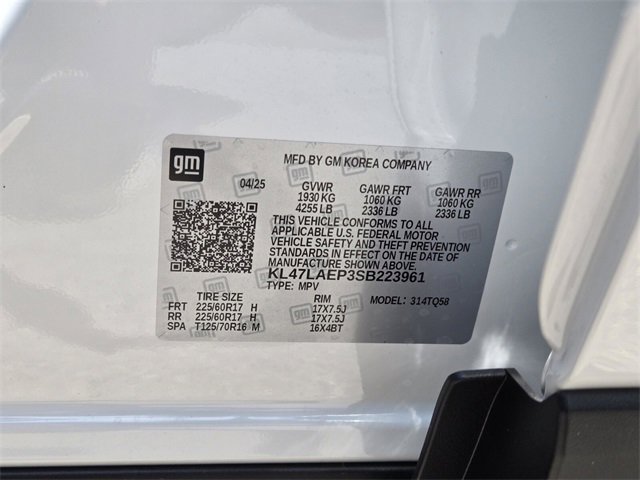 gm
MFD BY GM KOREA COMPANY
04/25 GVWR GAWR FRT GAWR RR
1930 KG 1060 KG 1060 KG
4255 LB 2336 LB 2336 LB
THIS VEHICLE CONFORMS TO ALL
APPLICABLE U.S. FEDERAL MOTOR
VEHICLE SAFETY AND THEFT PREVENTION
STANDARDS IN EFFECT ON THE DATE OF
MANUFACTURE SHOWN ABOVE.
KL47LAEP3SB223961
TYPE: MPV
TIRE SIZE RIM MODEL: 314TQ58
FRT 225/60R17 H 17X7.5J
RR 225/60R17 H 17X7.5J
SPA T125/70R16 M 16X4BT